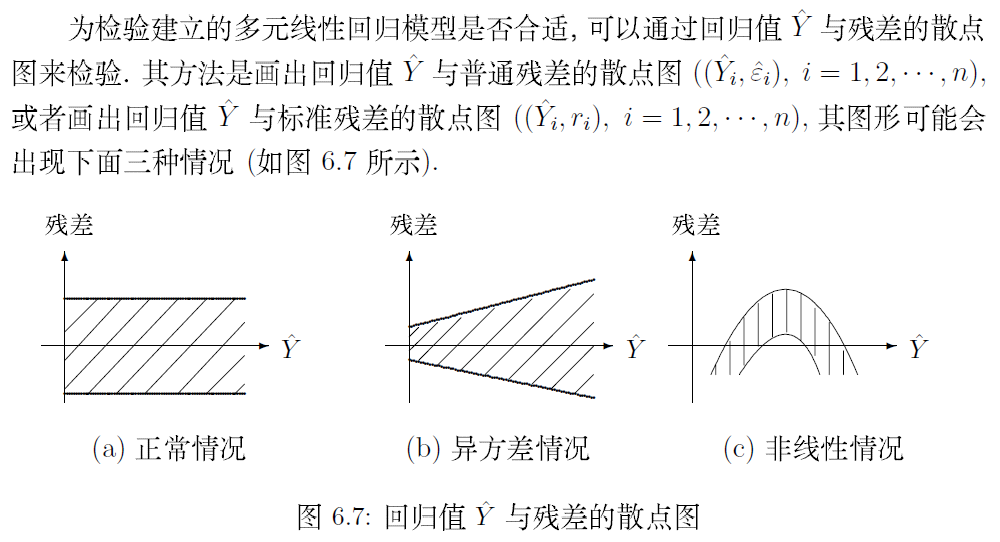 为检验建立的多元线性回归模型是否合适, 可以通过回归值 Ŷ 与残差的散点
图来检验. 其方法是画出回归值 Ŷ 与普通残差的散点图 ((Ŷᵢ, ε̂ᵢ), i = 1, 2, ⋯, n),
或者画出回归值 Ŷ 与标准残差的散点图 ((Ŷᵢ, rᵢ), i = 1, 2, ⋯, n), 其图形可能会
出现下面三种情况 (如图 6.7 所示).
残差 残差 残差
Ŷ Ŷ Ŷ
(a) 正常情况 (b) 异方差情况 (c) 非线性情况
图 6.7: 回归值 Ŷ 与残差的散点图